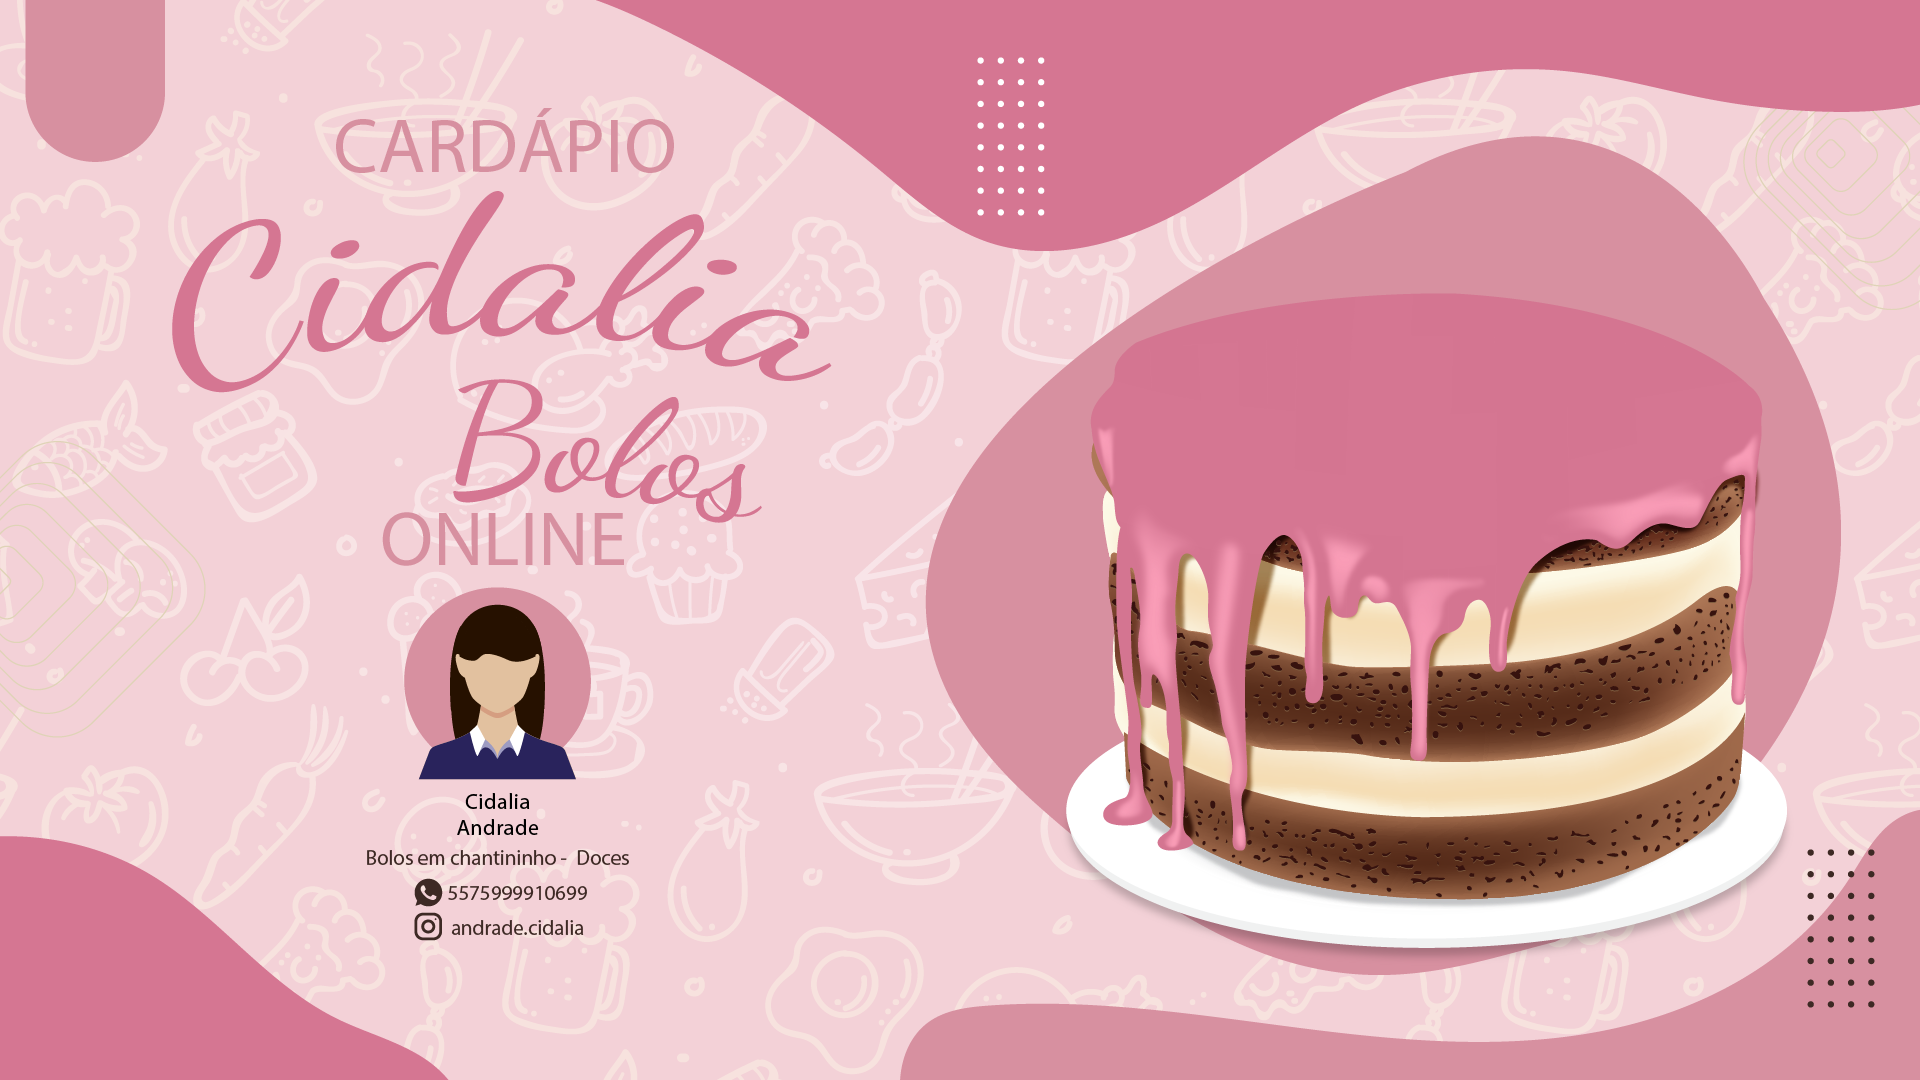 CARDÁPIO
Cidalia
Bolos
ONLINE
Cidalia
Andrade
Bolos em chantininho - Doces
5575999910699
andrade.cidalia